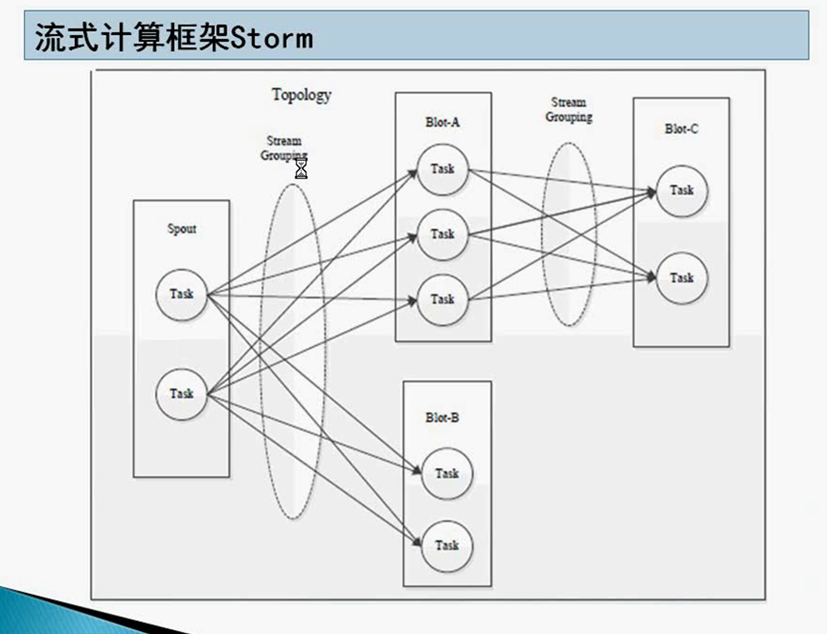 流式计算框架Storm
Topology
Stream
Grouping
Spout
Task
Task
Blot-A
Task
Task
Task
Stream
Grouping
Blot-C
Task
Task
Blot-B
Task
Task